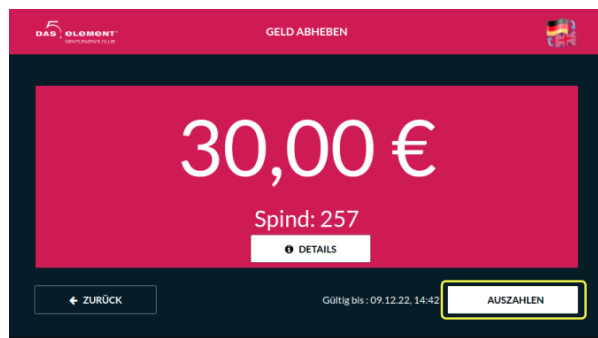 DAS 5 ELEMENT
GENTLEMEN'S CLUB
GELD ABHEBEN
30,00 €
Spind: 257
DETAILS
ZURÜCK
Gültig bis : 09.12.22, 14:42
AUSZAHLEN